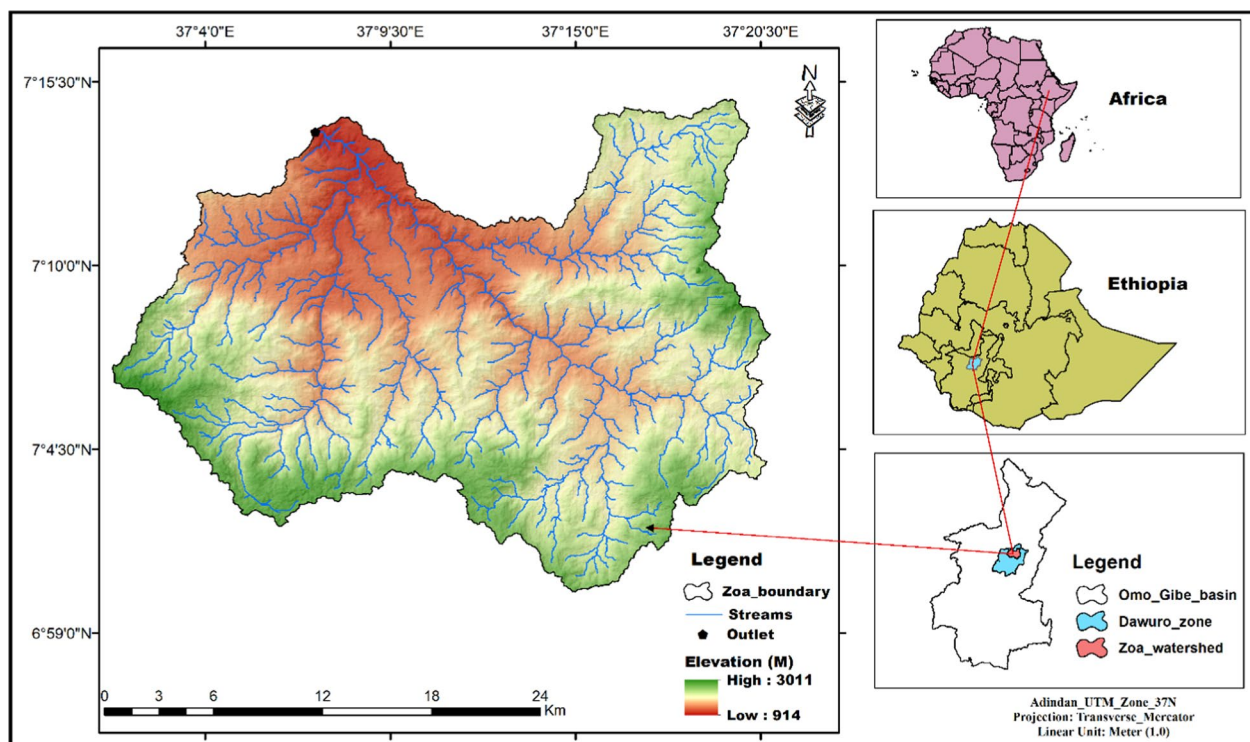 37°4'0"E 37°9'30"E 37°15'0"E 37°20'30"E
7°15'30"N
7°10'0"N
7°4'30"N
6°59'0"N
N
Legend
Zoa_boundary
Streams
Outlet
Elevation (M)
High : 3011
Low : 914
0 3 6 12 18 24
Km
Africa
Ethiopia
Legend
Omo_Gibe_basin
Dawuro_zone
Zoa_watershed
Adindan_UTM_Zone_37N
Projection: Transverse_Mercator
Linear Unit: Meter (1.0)